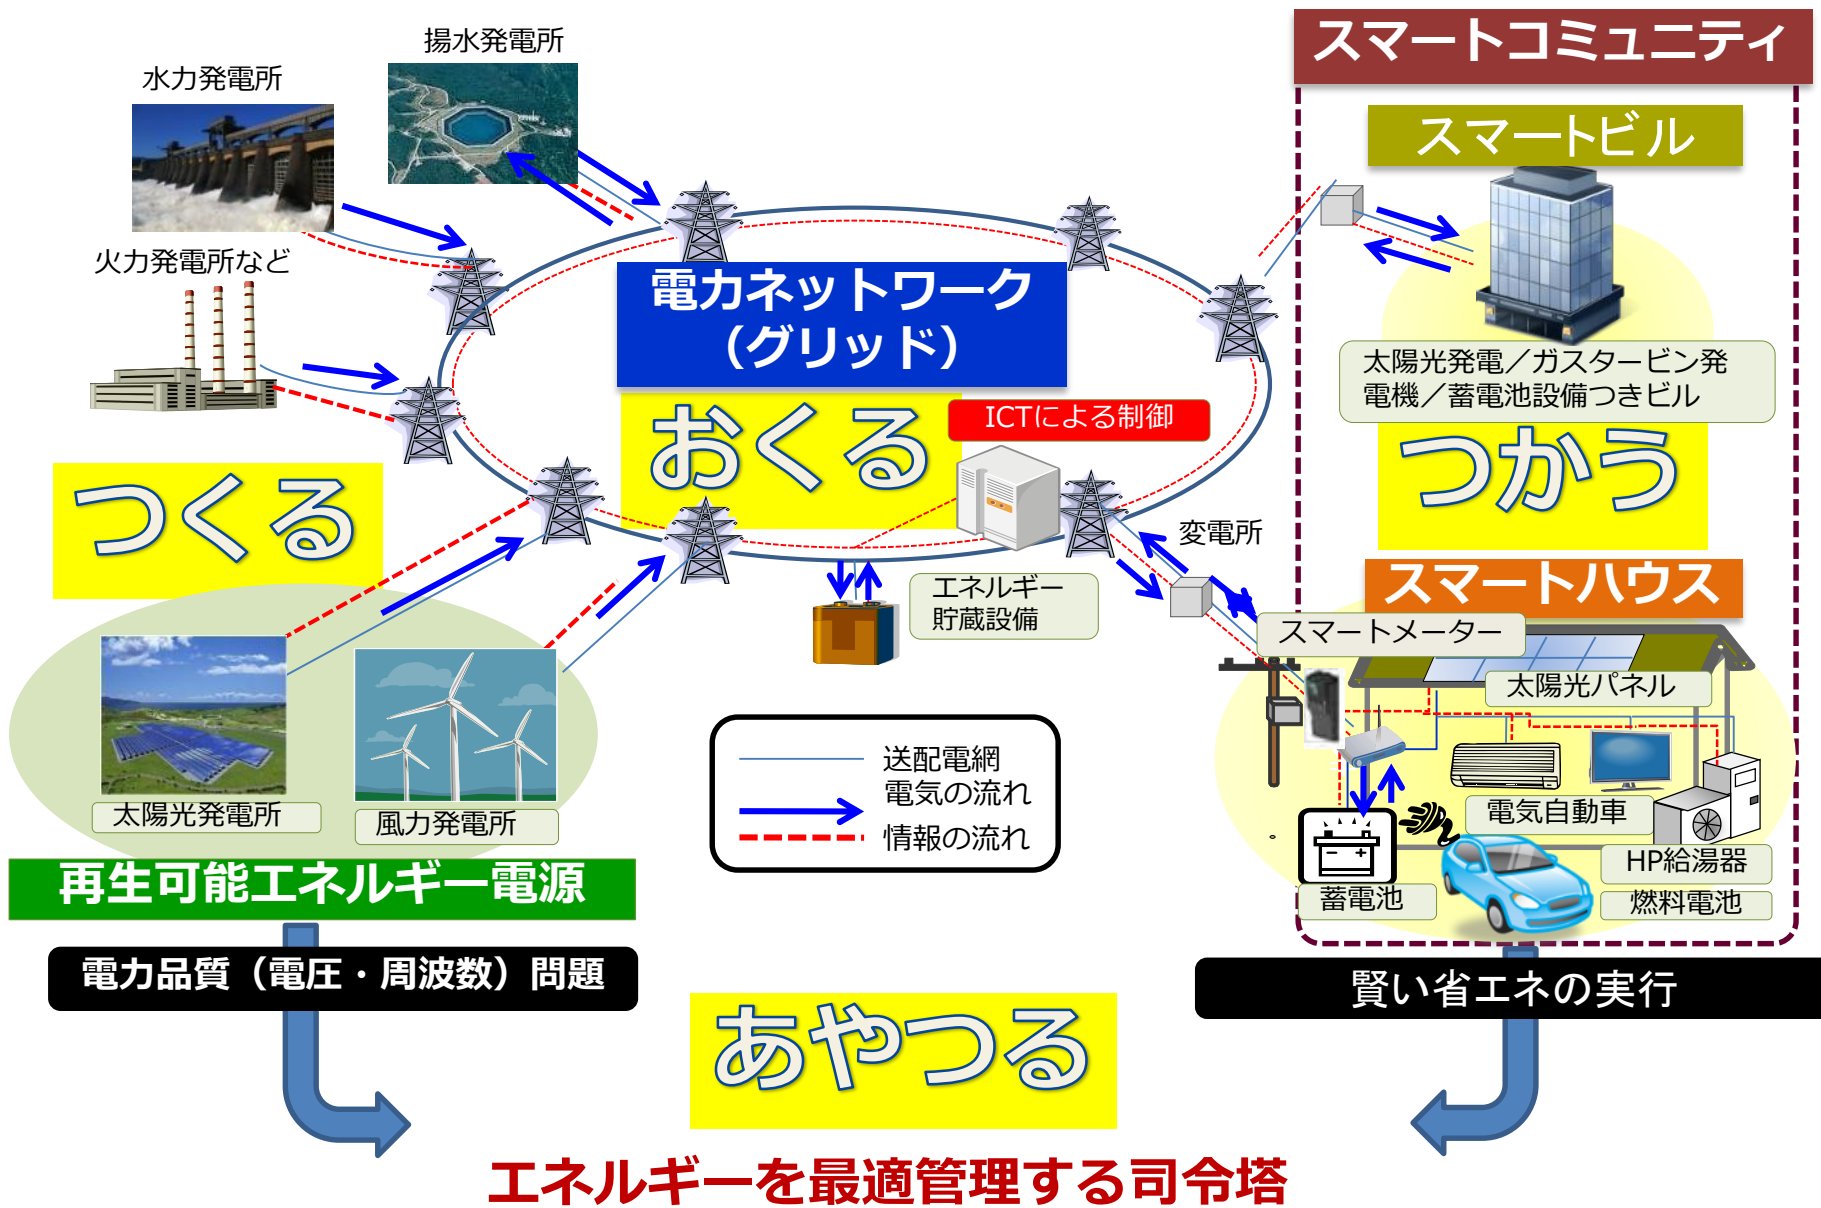 揚水発電所
水力発電所
火力発電所など
スマートコミュニティ
スマートビル
電力ネットワーク
（グリッド）
太陽光発電／ガスタービン発
電機／蓄電池設備つきビル
おくる
ICTによる制御
つかう
つくる
変電所
エネルギー
貯蔵設備
スマートハウス
スマートメーター
太陽光パネル
送配電網
電気の流れ
情報の流れ
電気自動車
太陽光発電所
風力発電所
HP給湯器
蓄電池
燃料電池
再生可能エネルギー電源
電力品質（電圧・周波数）問題
賢い省エネの実行
あやつる
エネルギーを最適管理する司令塔